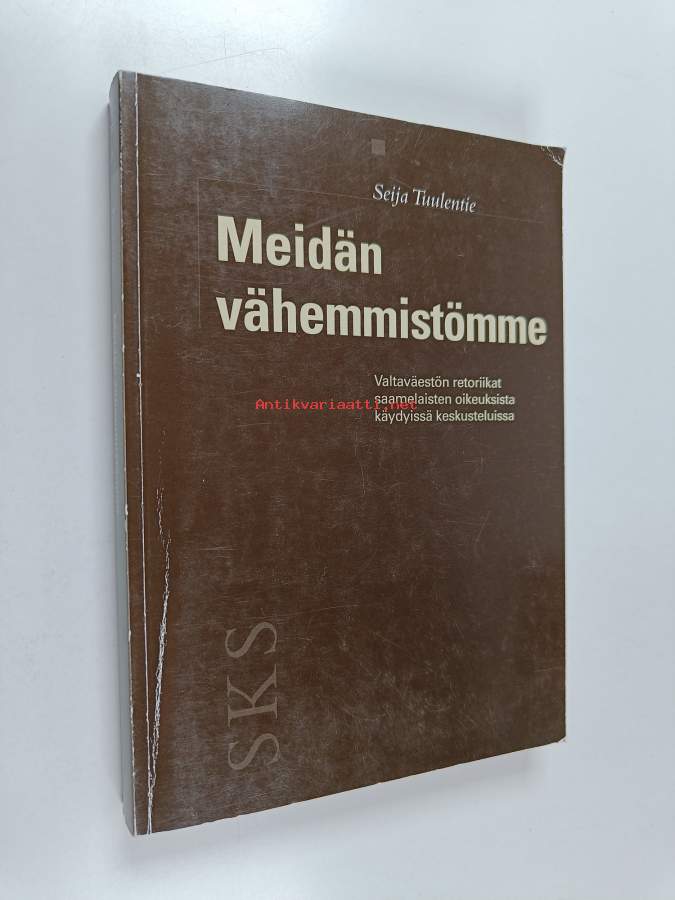 Seija Tuulentie
Meidän
vähemmistömme
Valtaväestön retoriikat
saamelaisten oikeuksista
käydyissä keskusteluissa
Antikvariaatti.net
SKS